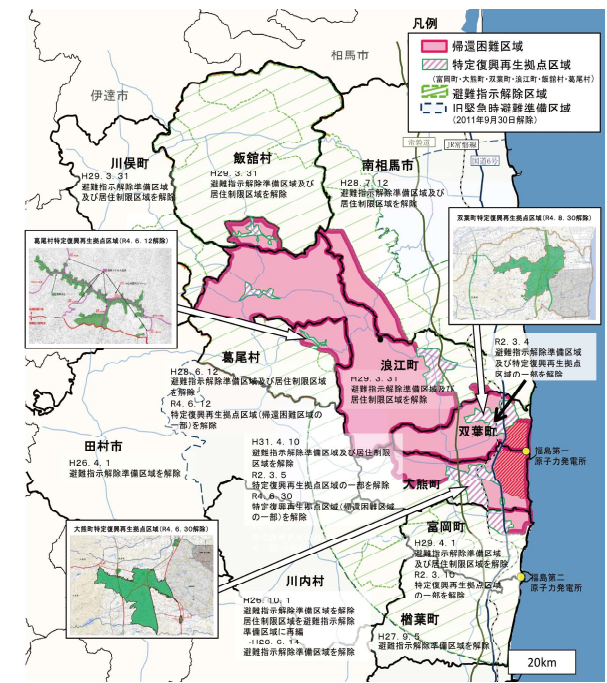 凡例
帰還困難区域
特定復興再生拠点区域
(富岡町・大熊町・双葉町・浪江町・飯舘村・葛尾村)
避難指示解除区域
旧緊急時避難準備区域
(2011年9月30日解除)
相馬市
伊達市
常磐道
JR常磐線
国道6号
川俣町
H29. 3. 31
避難指示解除準備区域
及び居住制限区域を解除
飯舘村
H29. 3. 31
避難指示解除準備区域及び
居住制限区域を解除
南相馬市
H28. 7. 12
避難指示解除準備区域及び
居住制限区域を解除
葛尾村特定復興再生拠点区域(R4. 6. 12解除)
双葉町特定復興再生拠点区域(R4. 8. 30解除)
R2. 3. 4
避難指示解除準備区域
及び特定復興再生拠点
区域の一部を解除
葛尾村
H28. 6. 12
避難指示解除準備区域及び居住制限区域
を解除
R4. 6. 12
特定復興再生拠点区域(帰還困難区域の
一部)を解除
浪江町
H29. 3. 31
避難指示解除準備区域及び
居住制限区域を解除
双葉町
田村市
H26. 4. 1
避難指示解除準備区域を解除
H31. 4. 10
避難指示解除準備区域及び居住制限
区域を解除
R2. 3. 5
特定復興再生拠点区域の一部を解除
R4. 6. 30
特定復興再生拠点区域(帰還困難区域
の一部)を解除
大熊町
福島第一
原子力発電所
大熊町特定復興再生拠点区域(R4. 6. 30解除)
富岡町
H29. 4. 1
避難指示解除準備区域
及び居住制限区域を解除
R2. 3. 10
特定復興再生拠点区域
の一部を解除
福島第二
原子力発電所
川内村
H26. 10. 1
避難指示解除準備区域を解除
居住制限区域を避難指示解除
準備区域に再編
避難指示解除準備区域を解除
楢葉町
H27. 9. 5
避難指示解除準備区域を解除
20km